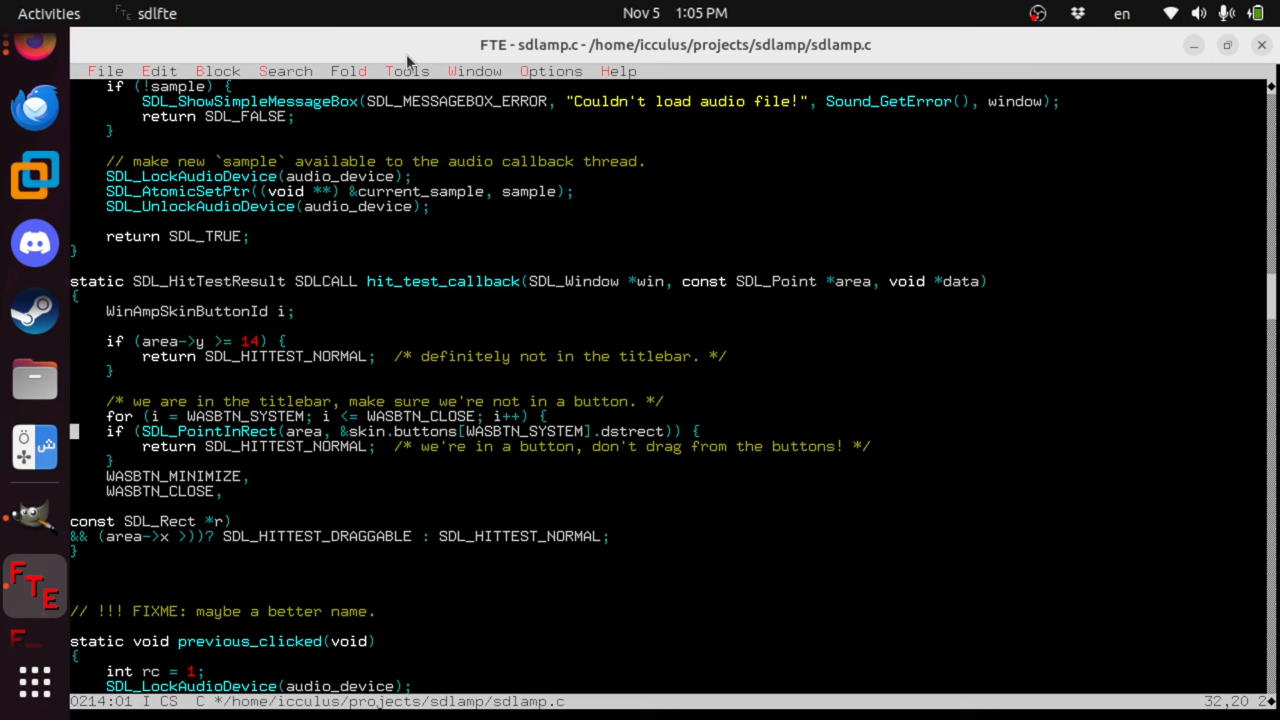 Activities sdlfte Nov 5 1:05 PM en
FTE - sdlamp.c - /home/icculus/projects/sdlamp/sdlamp.c
File Edit Block Search Fold Tools Window Options Help
if (!sample) {
SDL_ShowSimpleMessageBox(SDL_MESSAGEBOX_ERROR, "Couldn't load audio file!", Sound_GetError(), window);
return SDL_FALSE;
}
// make new `sample` available to the audio callback thread.
SDL_LockAudioDevice(audio_device);
SDL_AtomicSetPtr((void **) &current_sample, sample);
SDL_UnlockAudioDevice(audio_device);
return SDL_TRUE;
}
static SDL_HitTestResult SDLCALL hit_test_callback(SDL_Window *win, const SDL_Point *area, void *data)
{
WinAmpSkinButtonId i;
if (area->y >= 14) {
return SDL_HITTEST_NORMAL; /* definitely not in the titlebar. */
}
/* we are in the titlebar, make sure we're not in a button. */
for (i = WASBTN_SYSTEM; i <= WASBTN_CLOSE; i++) {
if (SDL_PointInRect(area, &skin.buttons[WASBTN_SYSTEM].dstrect)) {
return SDL_HITTEST_NORMAL; /* we're in a button, don't drag from the buttons! */
}
WASBTN_MINIMIZE,
WASBTN_CLOSE,
const SDL_Rect *r)
&& (area->x >))? SDL_HITTEST_DRAGGABLE : SDL_HITTEST_NORMAL;
}
// !!! FIXME: maybe a better name.
static void previous_clicked(void)
{
int rc = 1;
SDL_LockAudioDevice(audio_device);
0214:01 I CS C */home/icculus/projects/sdlamp/sdlamp.c 32,20 2